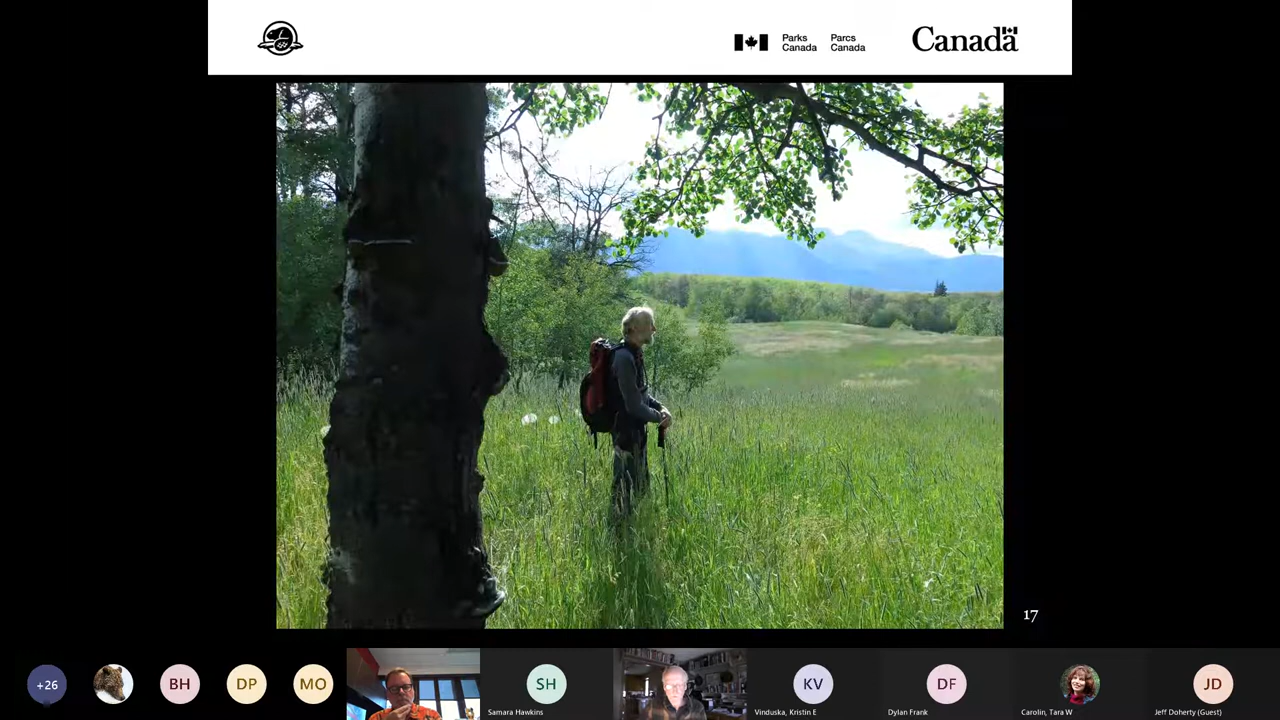 Parks Parcs
Canada Canada
Canada
17
+26
BH
DP
MO
SH
Samara Hawkins
KV
Vinduska, Kristin E
DF
Dylan Frank
Carolin, Tara W
JD
Jeff Doherty (Guest)